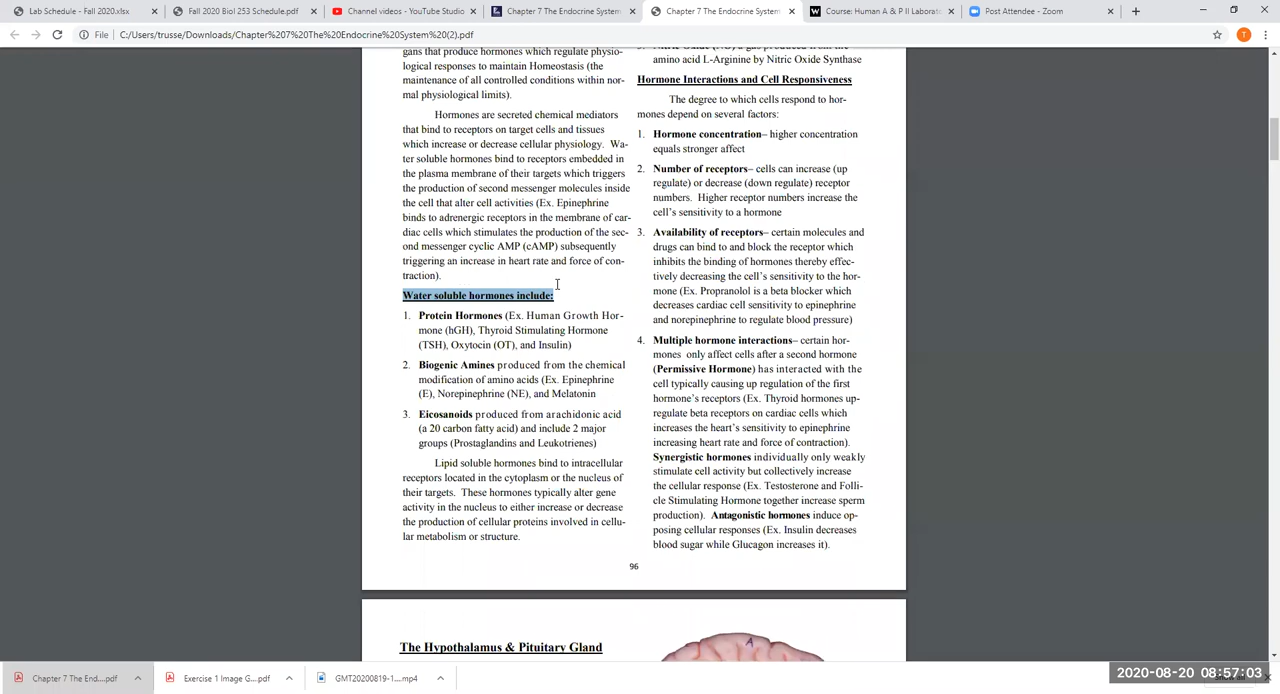 Lab Schedule - Fall 2020.xlsx
Fall 2020 Biol 253 Schedule.pdf
Channel videos - YouTube Studio
Chapter 7 The Endocrine System
Chapter 7 The Endocrine System
Course: Human A & P II Laborat
Post Attendee - Zoom
File | C:/Users/trusse/Downloads/Chapter%207%20The%20Endocrine%20System%20(2).pdf
T
gans that produce hormones which regulate physio-
logical responses to maintain Homeostasis (the
maintenance of all controlled conditions within nor-
mal physiological limits).
Hormones are secreted chemical mediators
that bind to receptors on target cells and tissues
which increase or decrease cellular physiology. Wa-
ter soluble hormones bind to receptors embedded in
the plasma membrane of their targets which triggers
the production of second messenger molecules inside
the cell that alter cell activities (Ex. Epinephrine
binds to adrenergic receptors in the membrane of car-
diac cells which stimulates the production of the sec-
ond messenger cyclic AMP (cAMP) subsequently
triggering an increase in heart rate and force of con-
traction).
Water soluble hormones include:
1. Protein Hormones (Ex. Human Growth Hor-
mone (hGH), Thyroid Stimulating Hormone
(TSH), Oxytocin (OT), and Insulin)
2. Biogenic Amines produced from the chemical
modification of amino acids (Ex. Epinephrine
(E), Norepinephrine (NE), and Melatonin
3. Eicosanoids produced from arachidonic acid
(a 20 carbon fatty acid) and include 2 major
groups (Prostaglandins and Leukotrienes)
Lipid soluble hormones bind to intracellular
receptors located in the cytoplasm or the nucleus of
their targets. These hormones typically alter gene
activity in the nucleus to either increase or decrease
the production of cellular proteins involved in cellu-
lar metabolism or structure.
amino acid L-Arginine by Nitric Oxide Synthase
Hormone Interactions and Cell Responsiveness
The degree to which cells respond to hor-
mones depend on several factors:
1. Hormone concentration– higher concentration
equals stronger affect
2. Number of receptors– cells can increase (up
regulate) or decrease (down regulate) receptor
numbers. Higher receptor numbers increase the
cell's sensitivity to a hormone
3. Availability of receptors– certain molecules and
drugs can bind to and block the receptor which
inhibits the binding of hormones thereby effec-
tively decreasing the cell's sensitivity to the hor-
mone (Ex. Propranolol is a beta blocker which
decreases cardiac cell sensitivity to epinephrine
and norepinephrine to regulate blood pressure)
4. Multiple hormone interactions– certain hor-
mones only affect cells after a second hormone
(Permissive Hormone) has interacted with the
cell typically causing up regulation of the first
hormone's receptors (Ex. Thyroid hormones up-
regulate beta receptors on cardiac cells which
increases the heart's sensitivity to epinephrine
increasing heart rate and force of contraction).
Synergistic hormones individually only weakly
stimulate cell activity but collectively increase
the cellular response (Ex. Testosterone and Folli-
cle Stimulating Hormone together increase sperm
production). Antagonistic hormones induce op-
posing cellular responses (Ex. Insulin decreases
blood sugar while Glucagon increases it).
96
The Hypothalamus & Pituitary Gland
A
Chapter 7 The End....pdf
Exercise 1 Image G....pdf
GMT20200819-1....mp4
2020-08-20 08:57:03